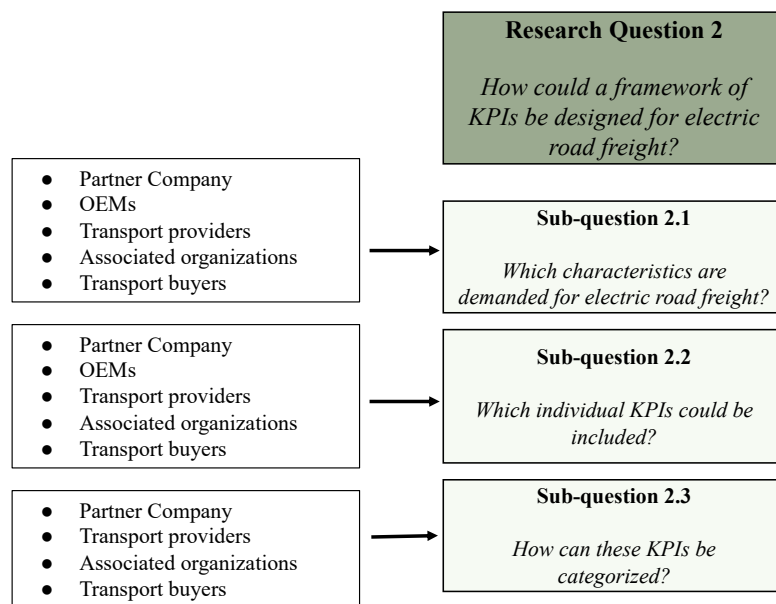 Research Question 2
How could a framework of
KPIs be designed for electric
road freight?
● Partner Company
● OEMs
● Transport providers
● Associated organizations
● Transport buyers
Sub-question 2.1
Which characteristics are
demanded for electric road freight?
● Partner Company
● OEMs
● Transport providers
● Associated organizations
● Transport buyers
Sub-question 2.2
Which individual KPIs could be
included?
● Partner Company
● Transport providers
● Associated organizations
● Transport buyers
Sub-question 2.3
How can these KPIs be
categorized?